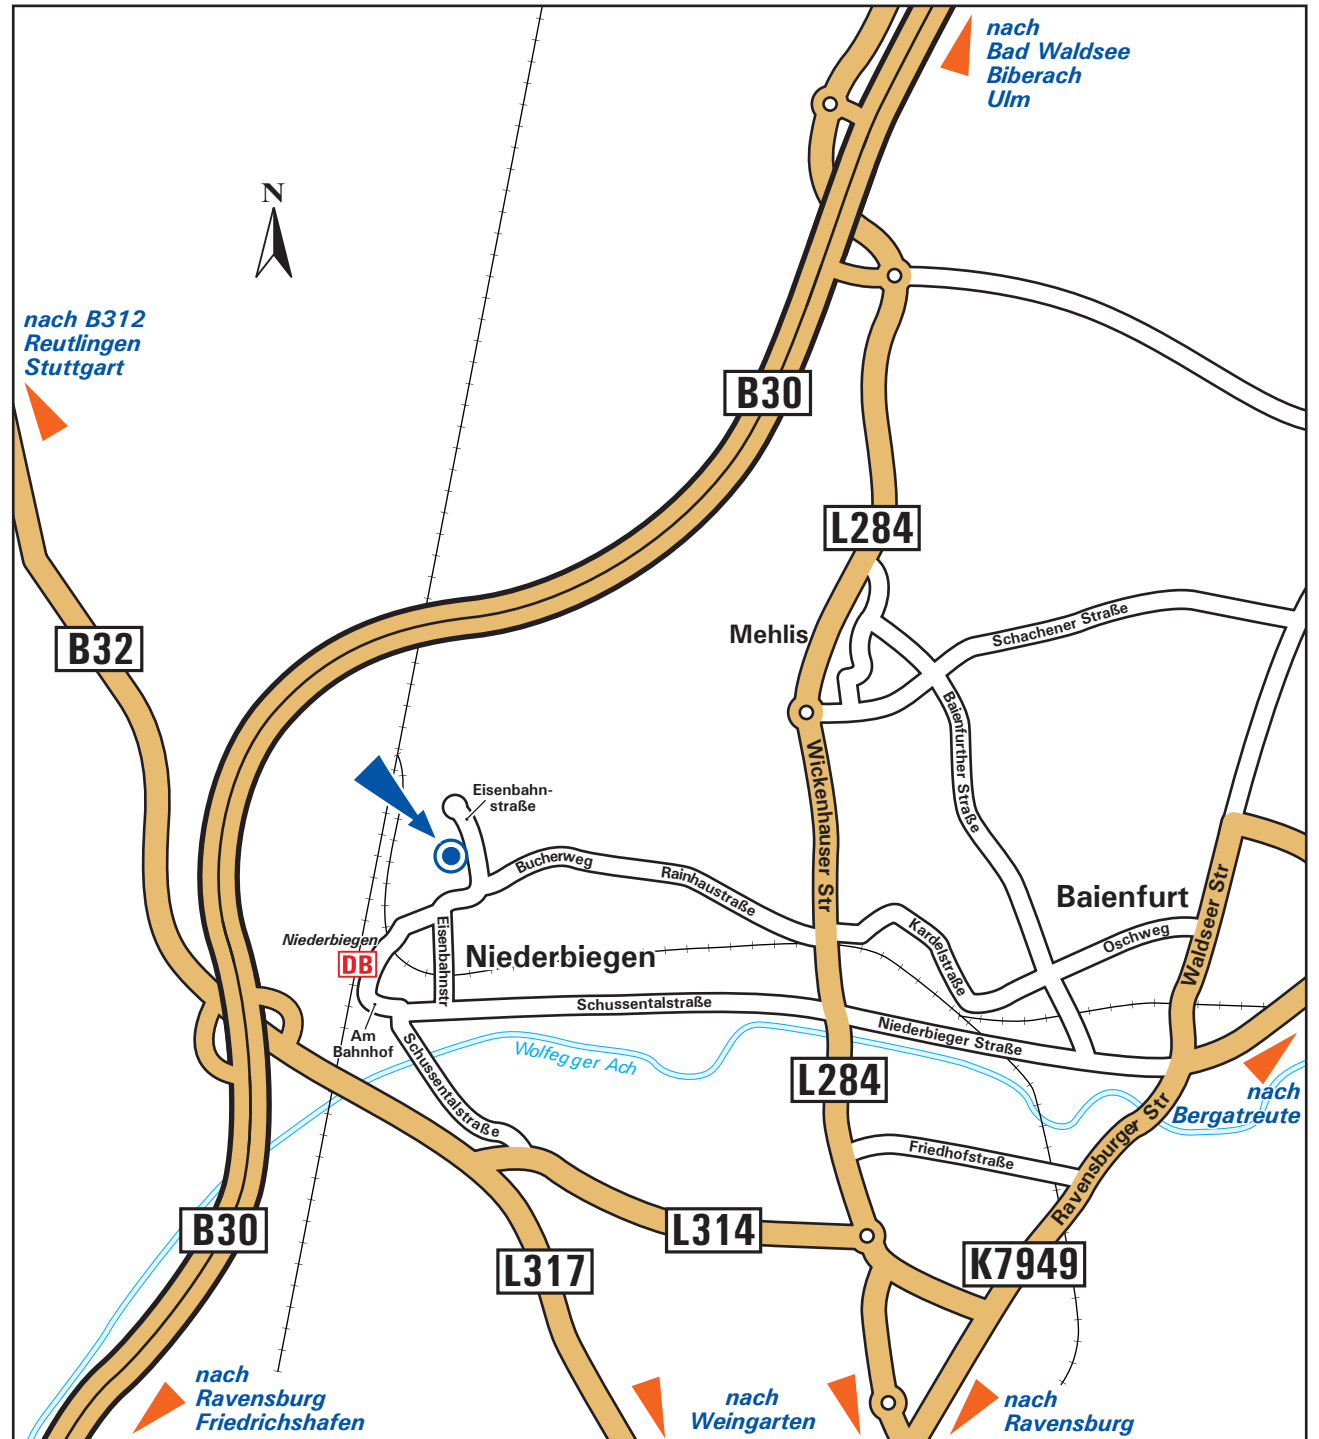 nach
Bad Waldsee
Biberach
Ulm
N
nach B312
Reutlingen
Stuttgart
B30
L284
B32
Mehlis
Schachener Straße
Baienfurther Straße
Wickenhauser Str
Eisenbahn-
straße
Bucherweg
Rainhaustraße
Baienfurt
Waldseer Str
Oschweg
Kardelstraße
Eisenbahnstr
Niederbiegen
DB
Niederbiegen
Schussentalstraße
Niederbieger Straße
Am
Bahnhof
Schussentalstraße
Wolfegger Ach
L284
nach
Bergatreute
Friedhofstraße
Ravensburger Str
B30
L314
L317
K7949
nach
Ravensburg
Friedrichshafen
nach
Weingarten
nach
Ravensburg